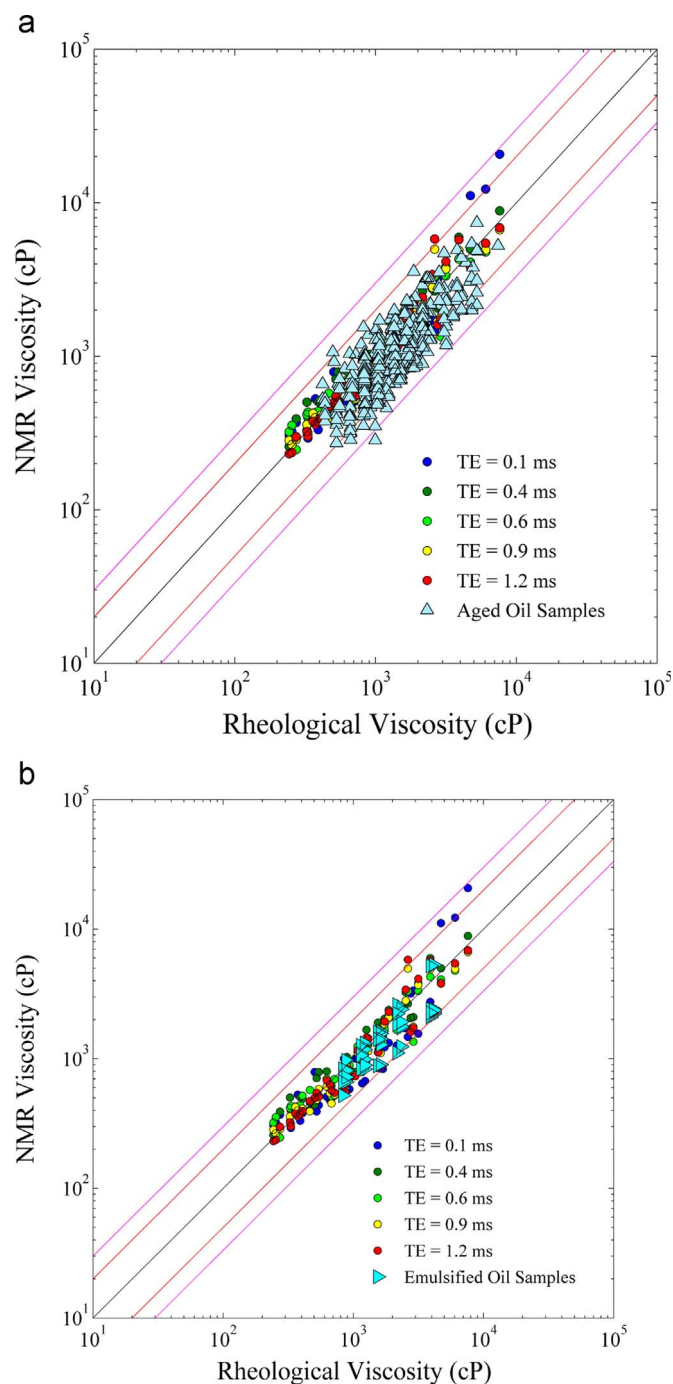 a
10^5
10^4
10^3
10^2
10^1
NMR Viscosity (cP)
TE = 0.1 ms
TE = 0.4 ms
TE = 0.6 ms
TE = 0.9 ms
TE = 1.2 ms
Aged Oil Samples
10^1 10^2 10^3 10^4 10^5
Rheological Viscosity (cP)
b
10^5
10^4
10^3
10^2
10^1
NMR Viscosity (cP)
TE = 0.1 ms
TE = 0.4 ms
TE = 0.6 ms
TE = 0.9 ms
TE = 1.2 ms
Emulsified Oil Samples
10^1 10^2 10^3 10^4 10^5
Rheological Viscosity (cP)